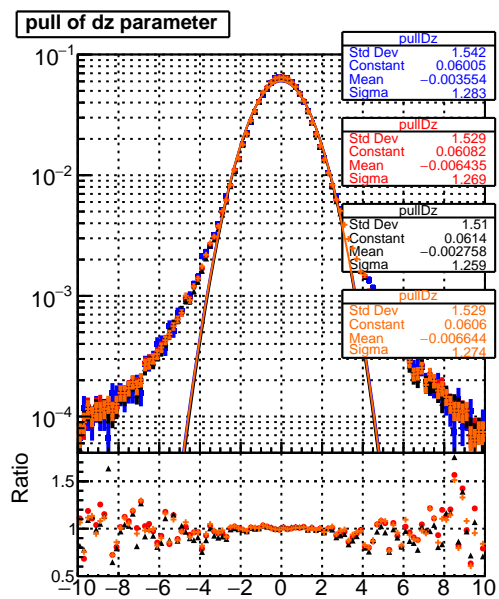 pull of dz parameter
pullDz
Std Dev 1.542
Constant 0.06005
Mean −0.003554
Sigma 1.283
pullDz
Std Dev 1.529
Constant 0.06082
Mean −0.006435
Sigma 1.269
pullDz
Std Dev 1.51
Constant 0.0614
Mean −0.002758
Sigma 1.259
pullDz
Std Dev 1.529
Constant 0.0606
Mean −0.006644
Sigma 1.274
10−1
10−2
10−3
10−4
Ratio
1.5
1
0.5
−10 −8 −6 −4 −2 0 2 4 6 8 10